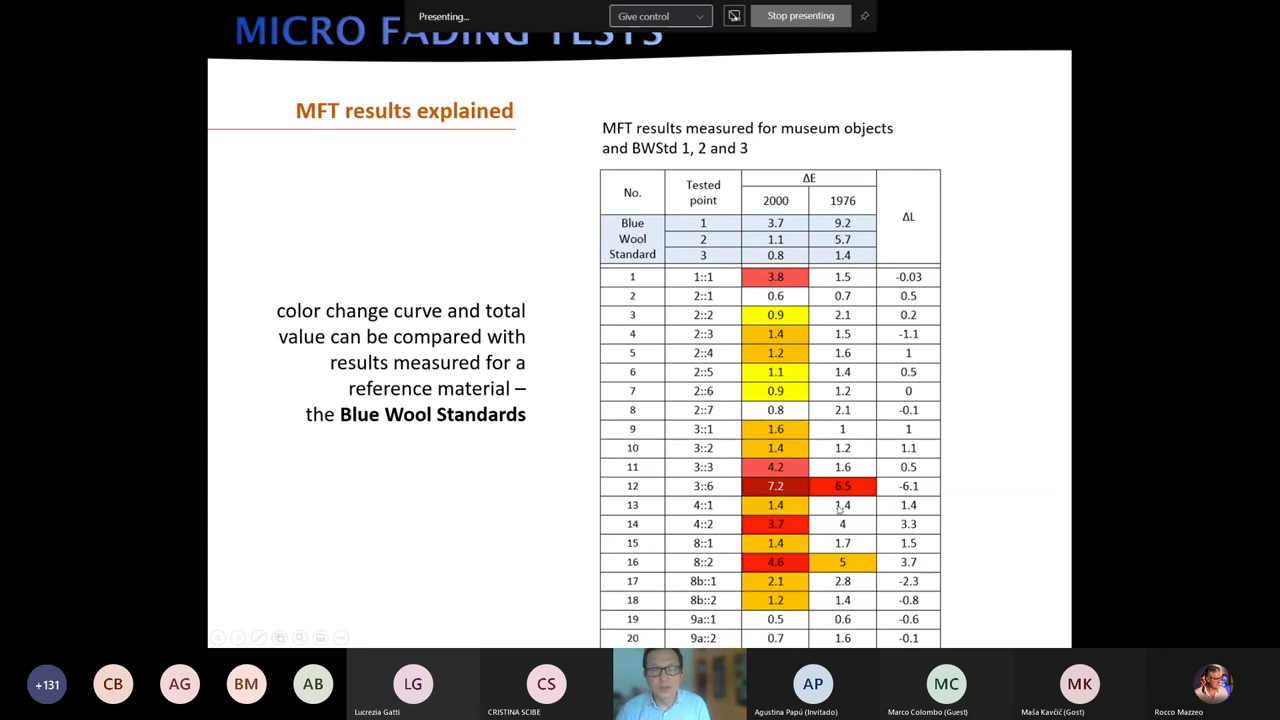 Presenting...
Give control
Stop presenting
MICRO FADING TESTS
MFT results explained
MFT results measured for museum objects
and BWStd 1, 2 and 3
color change curve and total
value can be compared with
results measured for a
reference material –
the Blue Wool Standards
No. Tested point ΔE ΔL
2000 1976
Blue Wool Standard 1 3.7 9.2
2 1.1 5.7
3 0.8 1.4
1 1::1 3.8 1.5 -0.03
2 2::1 0.6 0.7 0.5
3 2::2 0.9 2.1 0.2
4 2::3 1.4 1.5 -1.1
5 2::4 1.2 1.6 1
6 2::5 1.1 1.4 0.5
7 2::6 0.9 1.2 0
8 2::7 0.8 2.1 -0.1
9 3::1 1.6 1 1
10 3::2 1.4 1.2 1.1
11 3::3 4.2 1.6 0.5
12 3::6 7.2 6.5 -6.1
13 4::1 1.4 1.4 1.4
14 4::2 3.7 4 3.3
15 8::1 1.4 1.7 1.5
16 8::2 4.6 5 3.7
17 8b::1 2.1 2.8 -2.3
18 8b::2 1.2 1.4 -0.8
19 9a::1 0.5 0.6 -0.6
20 9a::2 0.7 1.6 -0.1
+131 CB AG BM AB LG CS AP MC MK
Lucrezia Gatti
CRISTINA SCIBE
Agustina Papú (Invitado)
Marco Colombo (Guest)
Maša Kavčič (Gost)
Rocco Mazzeo